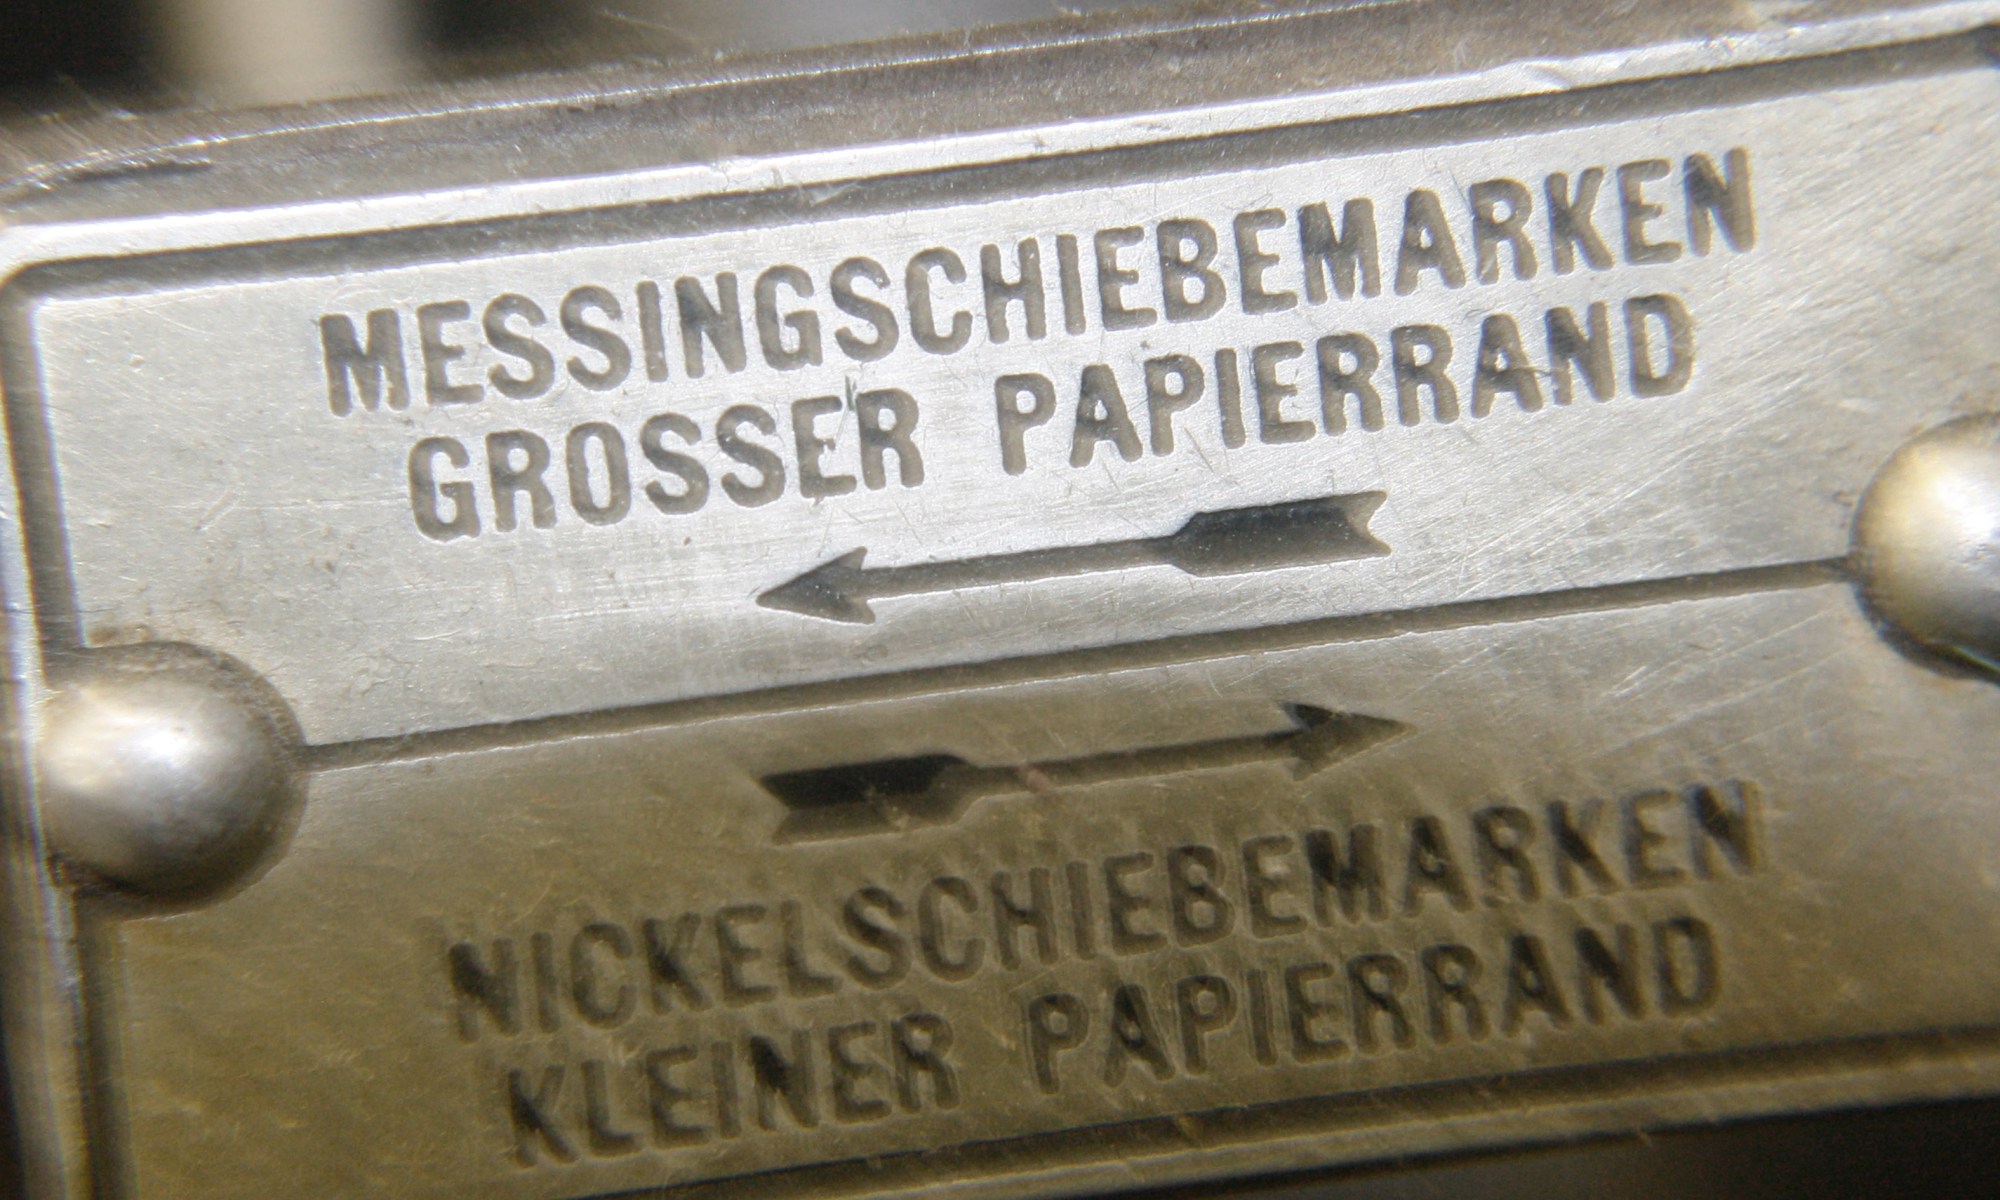 MESSINGSCHIEBEMARKEN
GROSSER PAPIERRAND
NICKELSCHIEBEMARKEN
KLEINER PAPIERRAND